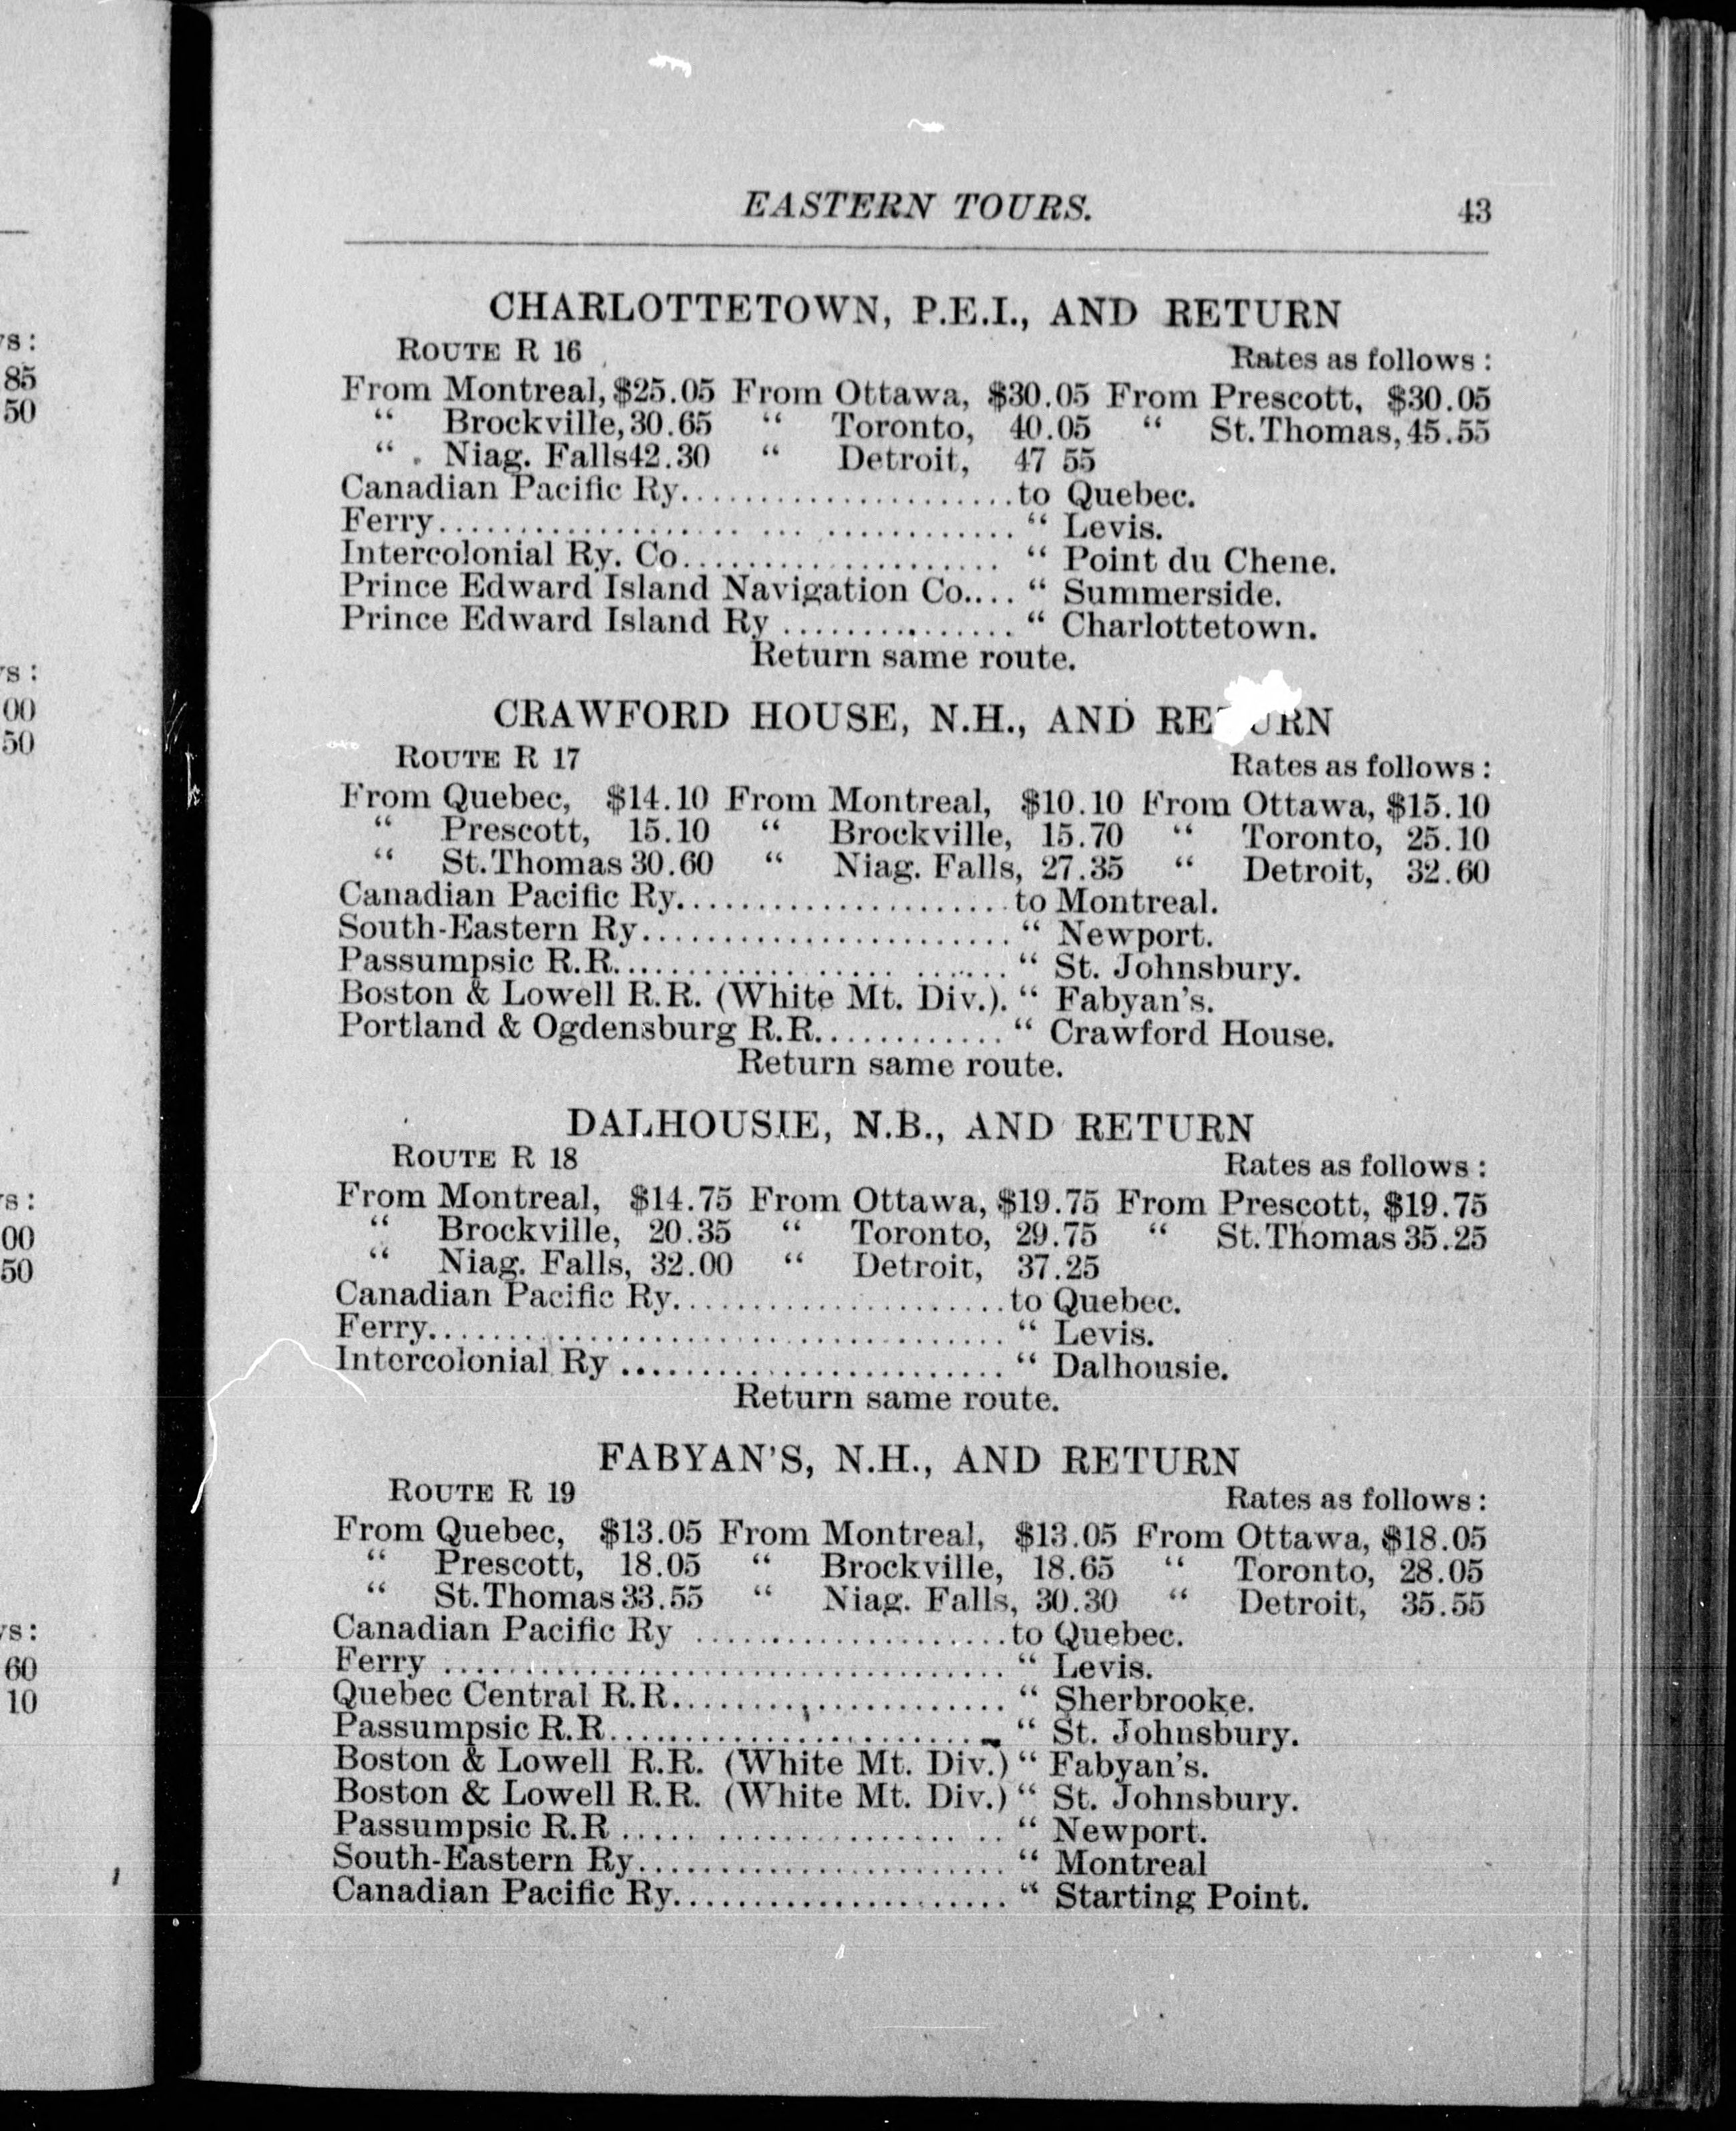 EASTERN TOURS. 43
CHARLOTTETOWN, P.E.I., AND RETURN
ROUTE R 16 Rates as follows:
From Montreal, $25.05 From Ottawa, $30.05 From Prescott, $30.05
“ Brockville, 30.65 “ Toronto, 40.05 “ St. Thomas, 45.55
“ Niag. Falls 42.30 “ Detroit, 47 55
Canadian Pacific Ry.....................to Quebec.
Ferry.................................... “ Levis.
Intercolonial Ry. Co.................... “ Point du Chene.
Prince Edward Island Navigation Co.... “ Summerside.
Prince Edward Island Ry ............... “ Charlottetown.
Return same route.
CRAWFORD HOUSE, N.H., AND RETURN
ROUTE R 17 Rates as follows:
From Quebec, $14.10 From Montreal, $10.10 From Ottawa, $15.10
“ Prescott, 15.10 “ Brockville, 15.70 “ Toronto, 25.10
“ St. Thomas 30.60 “ Niag. Falls, 27.35 “ Detroit, 32.60
Canadian Pacific Ry.....................to Montreal.
South-Eastern Ry....................... “ Newport.
Passumpsic R.R......................... “ St. Johnsbury.
Boston & Lowell R.R. (White Mt. Div.). “ Fabyan's.
Portland & Ogdensburg R.R............ “ Crawford House.
Return same route.
DALHOUSIE, N.B., AND RETURN
ROUTE R 18 Rates as follows:
From Montreal, $14.75 From Ottawa, $19.75 From Prescott, $19.75
“ Brockville, 20.35 “ Toronto, 29.75 “ St. Thomas 35.25
“ Niag. Falls, 32.00 “ Detroit, 37.25
Canadian Pacific Ry.....................to Quebec.
Ferry.................................... “ Levis.
Intercolonial Ry ........................ “ Dalhousie.
Return same route.
FABYAN'S, N.H., AND RETURN
ROUTE R 19 Rates as follows:
From Quebec, $13.05 From Montreal, $13.05 From Ottawa, $18.05
“ Prescott, 18.05 “ Brockville, 18.65 “ Toronto, 28.05
“ St. Thomas 33.55 “ Niag. Falls, 30.30 “ Detroit, 35.55
Canadian Pacific Ry ....................to Quebec.
Ferry ................................... “ Levis.
Quebec Central R.R..................... “ Sherbrooke.
Passumpsic R.R......................... “ St. Johnsbury.
Boston & Lowell R.R. (White Mt. Div.) “ Fabyan's.
Boston & Lowell R.R. (White Mt. Div.) “ St. Johnsbury.
Passumpsic R.R ........................ “ Newport.
South-Eastern Ry....................... “ Montreal
Canadian Pacific Ry..................... “ Starting Point.